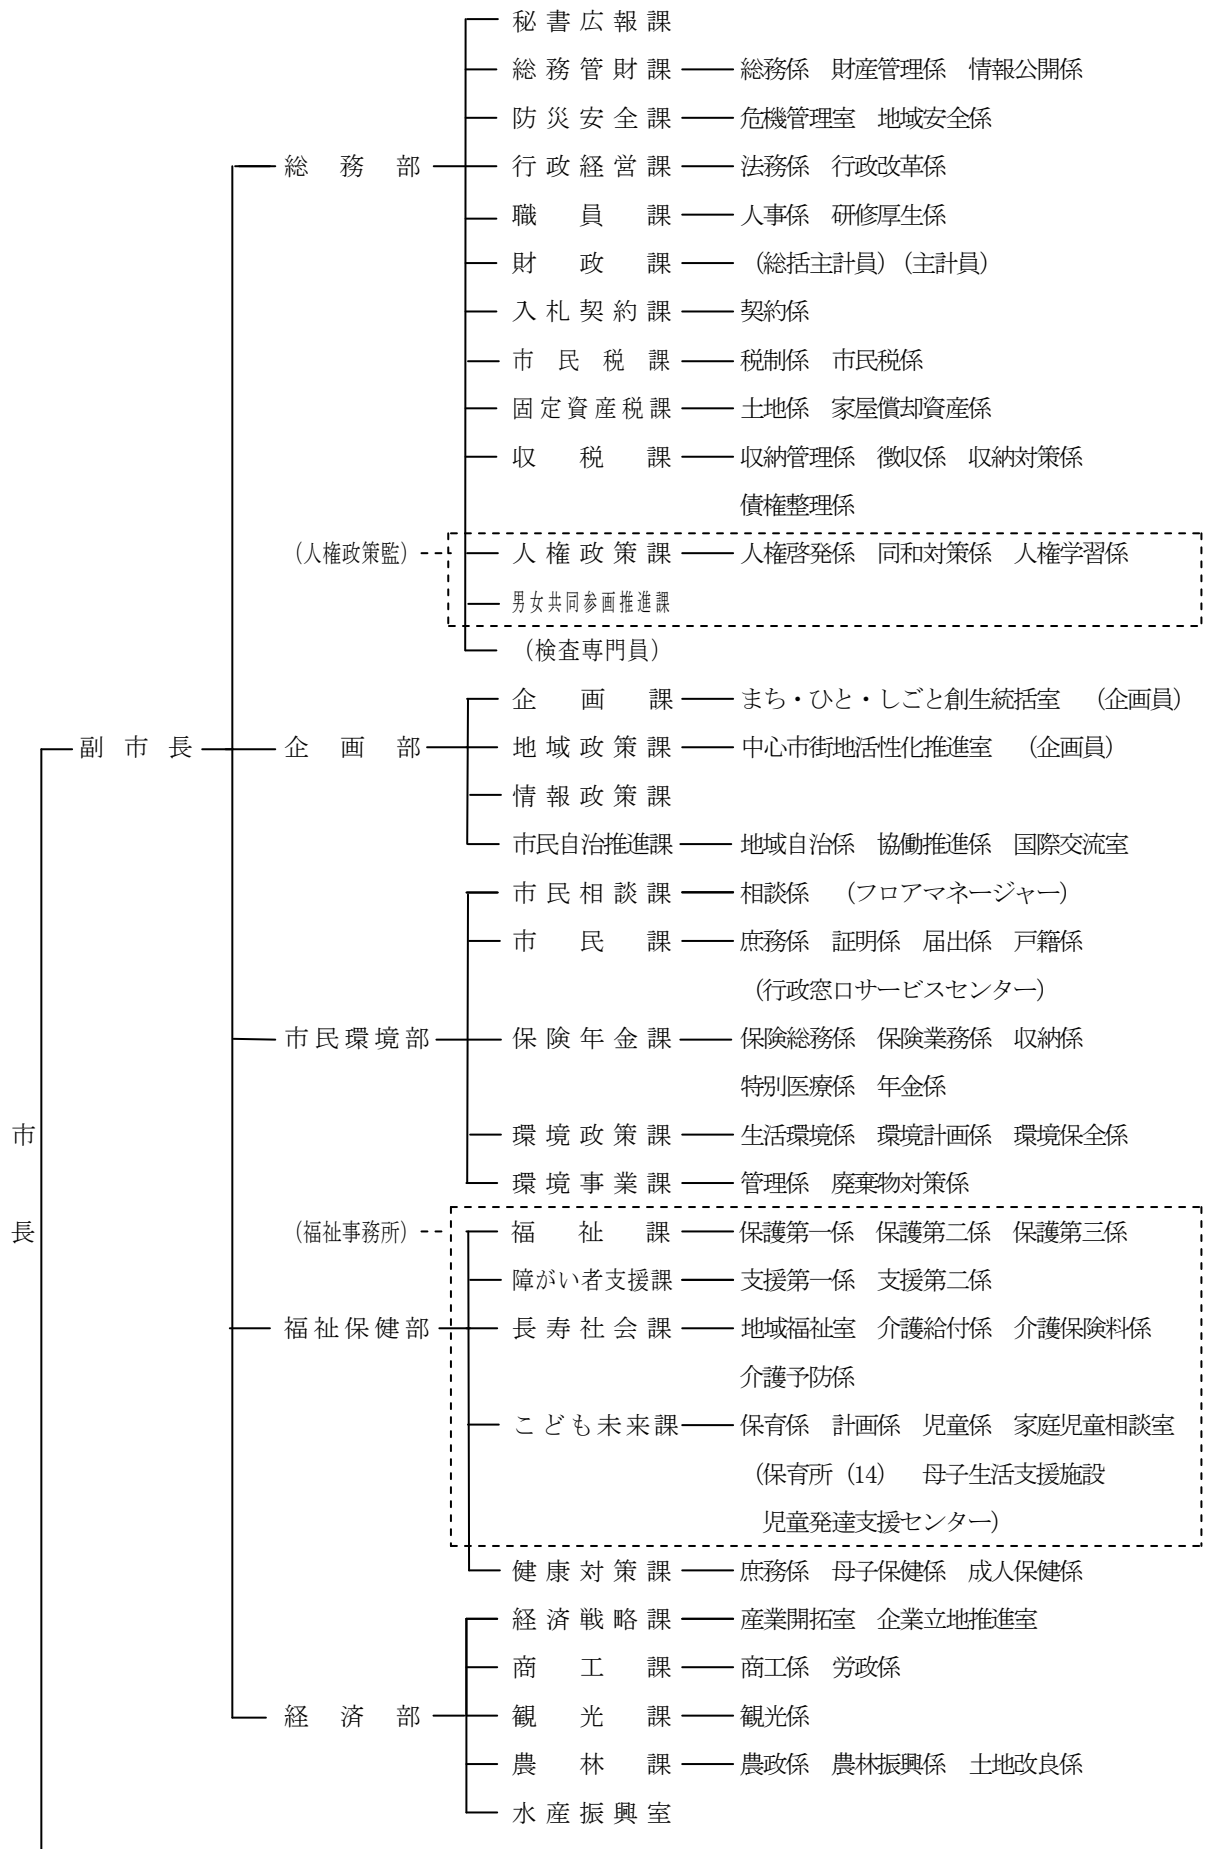 秘書広報課
総務管財課 総務係 財産管理係 情報公開係
防災安全課 危機管理室 地域安全係
総務部 行政経営課 法務係 行政改革係
職員課 人事係 研修厚生係
財政課 (総括主計員) (主計員)
入札契約課 契約係
市民税課 税制係 市民税係
固定資産税課 土地係 家屋償却資産係
収税課 収納管理係 徴収係 収納対策係
債権整理係
(人権政策監) 人権政策課 人権啓発係 同和対策係 人権学習係
男女共同参画推進課
(検査専門員)
企画課 まち・ひと・しごと創生統括室 (企画員)
副市長 企画部 地域政策課 中心市街地活性化推進室 (企画員)
情報政策課
市民自治推進課 地域自治係 協働推進係 国際交流室
市民相談課 相談係 (フロアマネージャー)
市民課 庶務係 証明係 届出係 戸籍係
(行政窓口サービスセンター)
市民環境部 保険年金課 保険総務係 保険業務係 収納係
特別医療係 年金係
市長
環境政策課 生活環境係 環境計画係 環境保全係
環境事業課 管理係 廃棄物対策係
(福祉事務所) 福祉課 保護第一係 保護第二係 保護第三係
障がい者支援課 支援第一係 支援第二係
福祉保健部 長寿社会課 地域福祉室 介護給付係 介護保険料係
介護予防係
こども未来課 保育係 計画係 児童係 家庭児童相談室
(保育所 (14) 母子生活支援施設
児童発達支援センター)
健康対策課 庶務係 母子保健係 成人保健係
経済戦略課 産業開拓室 企業立地推進室
商工課 商工係 労政係
経済部 観光課 観光係
農林課 農政係 農林振興係 土地改良係
水産振興室